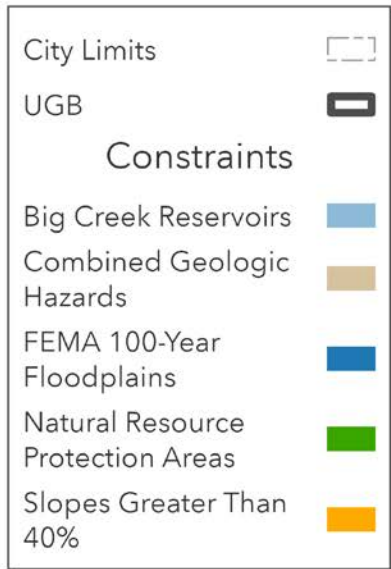 City Limits
UGB
Constraints
Big Creek Reservoirs
Combined Geologic
Hazards
FEMA 100-Year
Floodplains
Natural Resource
Protection Areas
Slopes Greater Than
40%